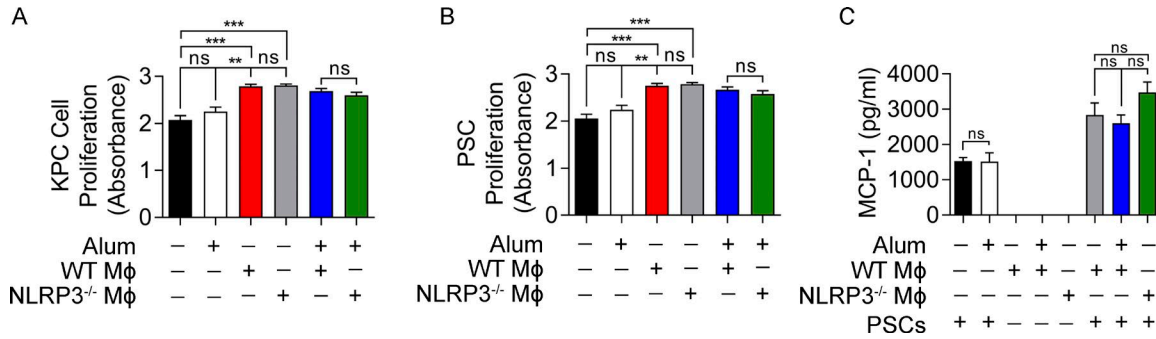 A
***
***
ns
**
ns
ns
3
2
1
0
KPC Cell
Proliferation
(Absorbance)
Alum − + − − + +
WT Mϕ − − + − + −
NLRP3-/- Mϕ − − − + − +
B
***
***
ns
**
ns
ns
3
2
1
0
PSC
Proliferation
(Absorbance)
Alum − + − − + +
WT Mϕ − − + − + −
NLRP3-/- Mϕ − − − + − +
C
ns
ns ns
ns
4000
3000
2000
1000
0
MCP-1 (pg/ml)
Alum − + − + − − + −
WT Mϕ − − + + − + + −
NLRP3-/- Mϕ − − − − + − − +
PSCs + + − − − + + +